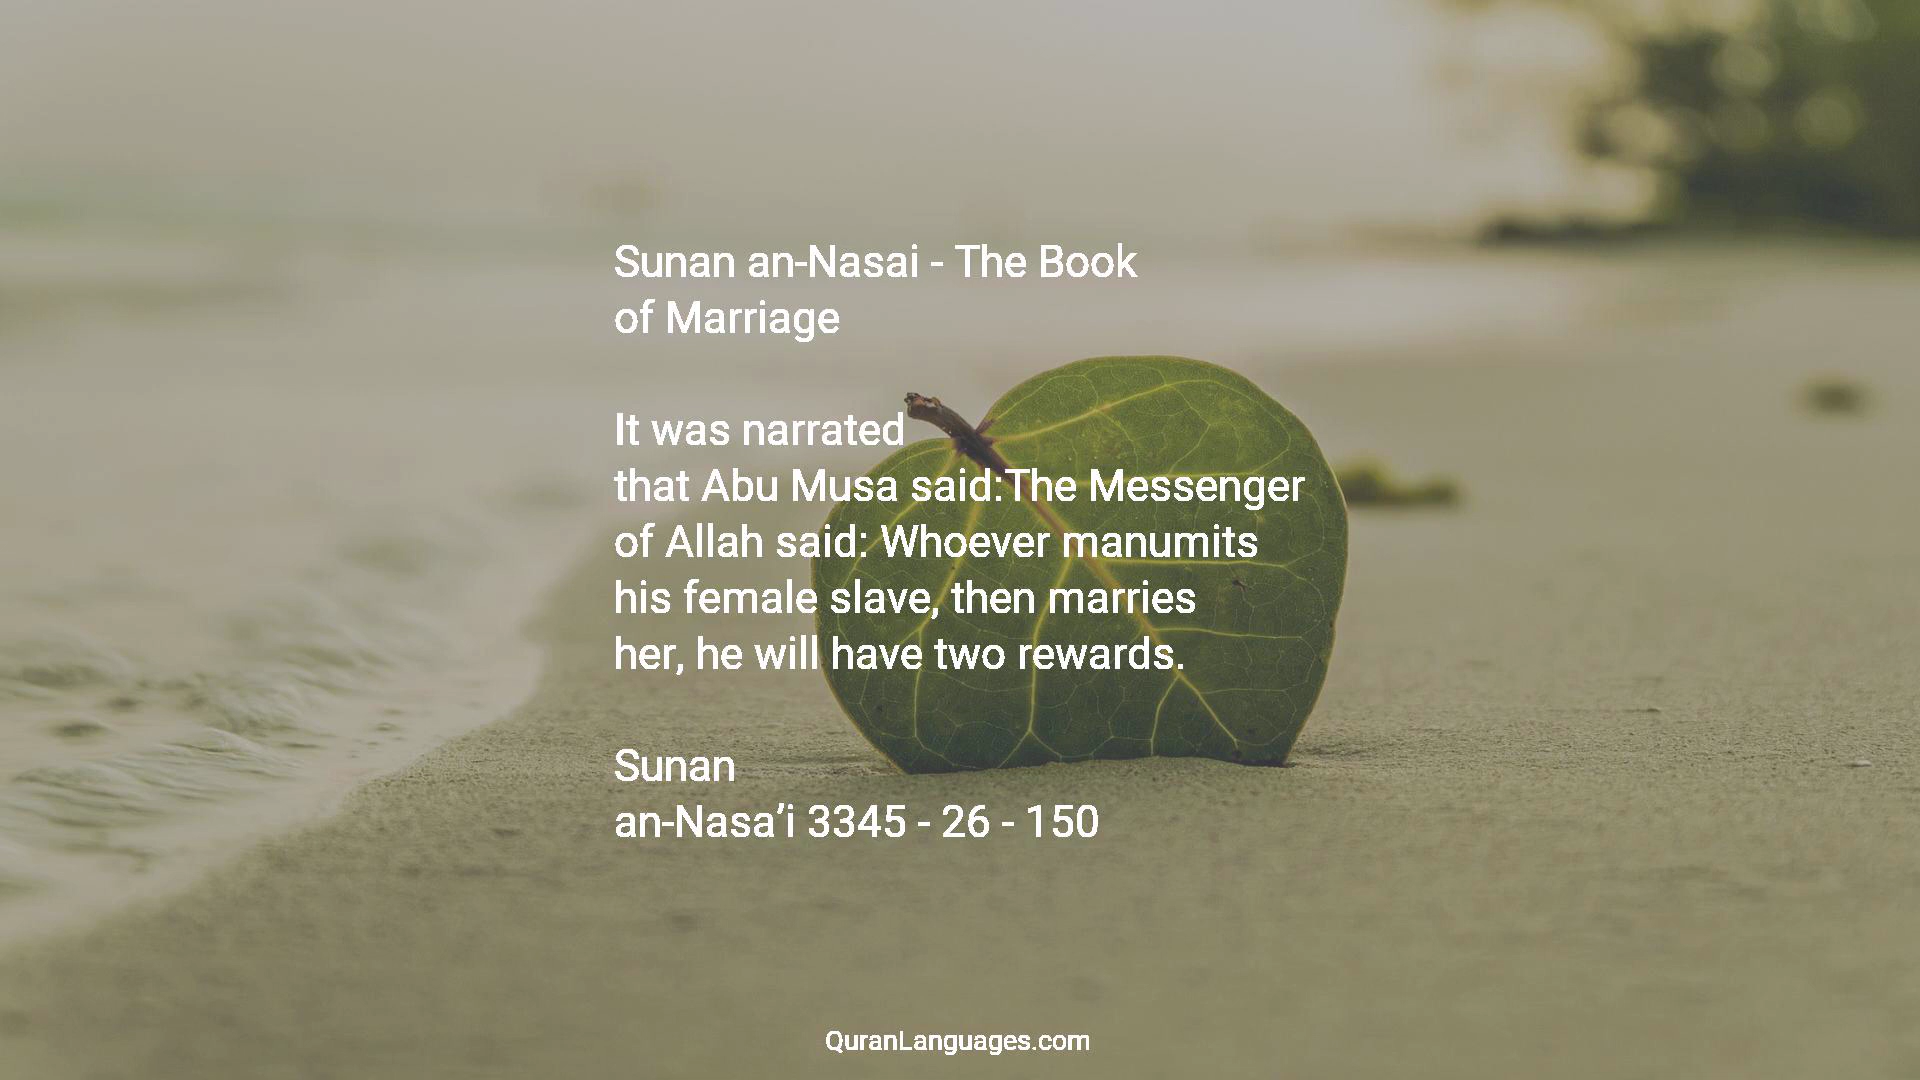 Sunan an-Nasai - The Book
of Marriage
It was narrated
that Abu Musa said:The Messenger
of Allah said: Whoever manumits
his female slave, then marries
her, he will have two rewards.
Sunan
an-Nasa’i 3345 - 26 - 150
QuranLanguages.com